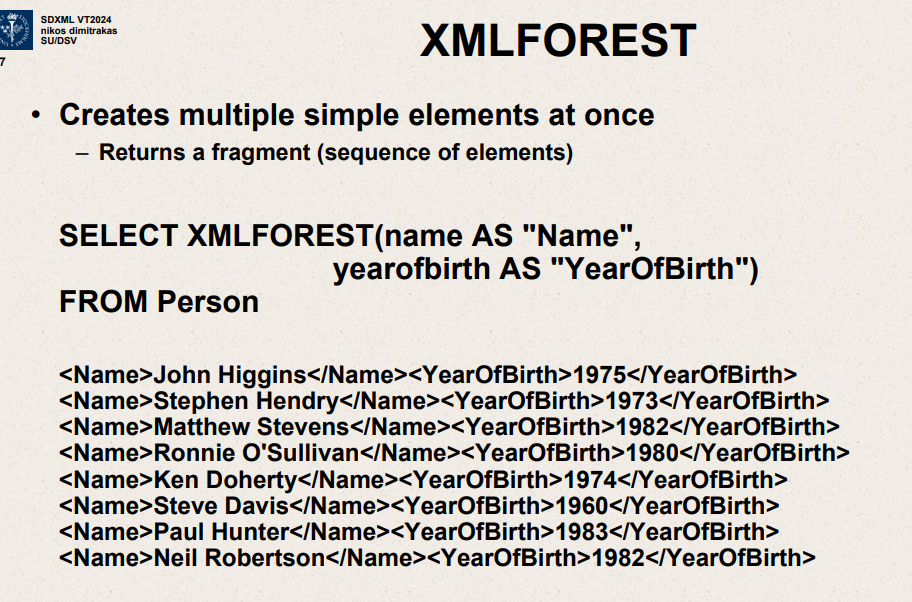 SDXML VT2024
nikos dimitrakas
SU/DSV
7
XMLFOREST
• Creates multiple simple elements at once
– Returns a fragment (sequence of elements)
SELECT XMLFOREST(name AS "Name",
yearofbirth AS "YearOfBirth")
FROM Person
<Name>John Higgins</Name><YearOfBirth>1975</YearOfBirth>
<Name>Stephen Hendry</Name><YearOfBirth>1973</YearOfBirth>
<Name>Matthew Stevens</Name><YearOfBirth>1982</YearOfBirth>
<Name>Ronnie O'Sullivan</Name><YearOfBirth>1980</YearOfBirth>
<Name>Ken Doherty</Name><YearOfBirth>1974</YearOfBirth>
<Name>Steve Davis</Name><YearOfBirth>1960</YearOfBirth>
<Name>Paul Hunter</Name><YearOfBirth>1983</YearOfBirth>
<Name>Neil Robertson</Name><YearOfBirth>1982</YearOfBirth>